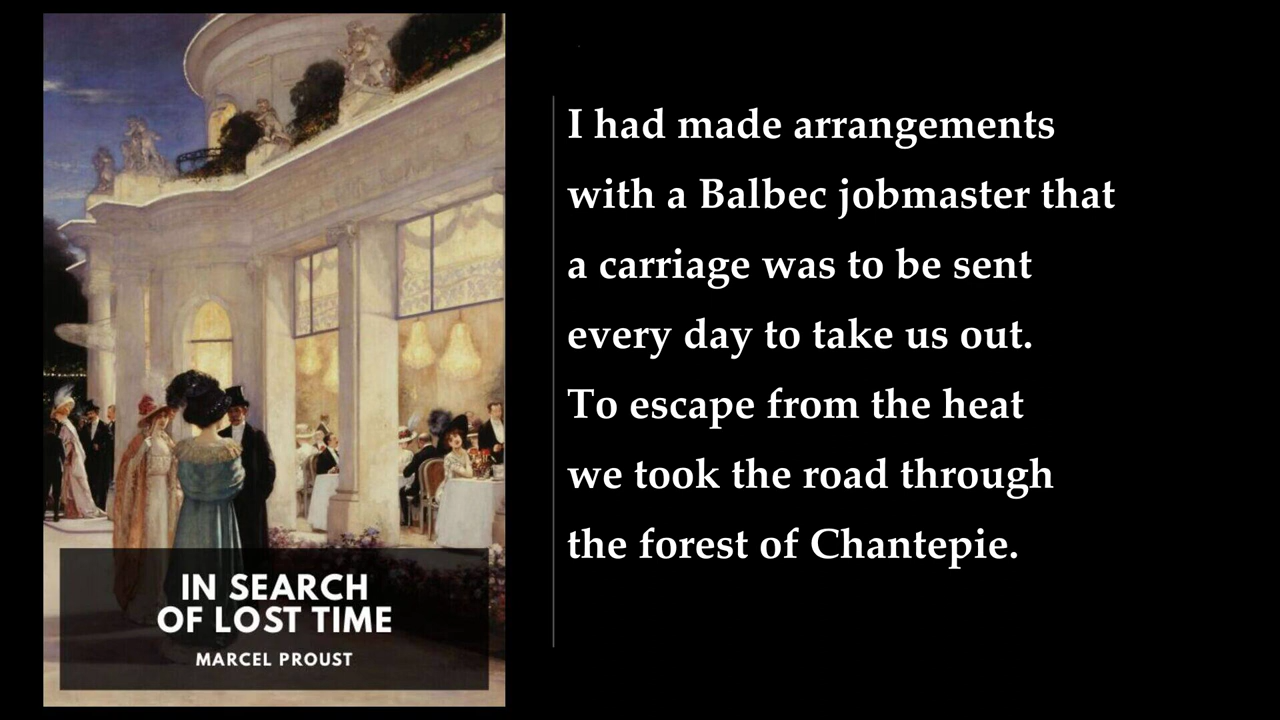 I had made arrangements
with a Balbec jobmaster that
a carriage was to be sent
every day to take us out.
To escape from the heat
we took the road through
the forest of Chantepie.
IN SEARCH
OF LOST TIME
MARCEL PROUST